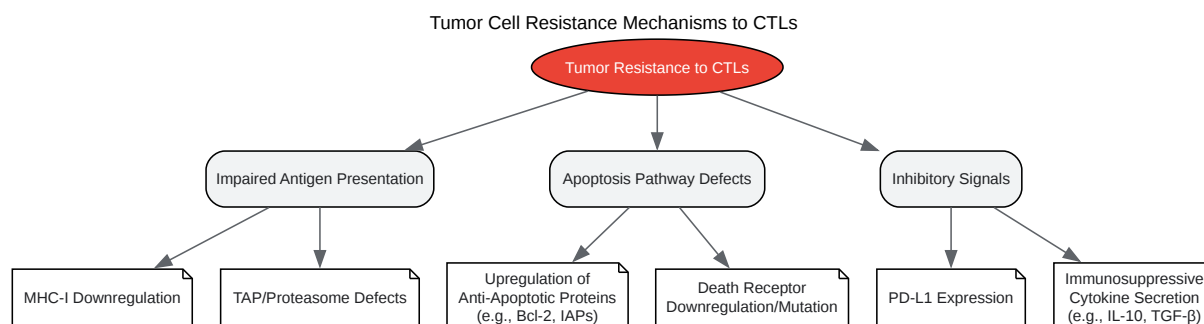 Tumor Cell Resistance Mechanisms to CTLs
Tumor Resistance to CTLs
Impaired Antigen Presentation
Apoptosis Pathway Defects
Inhibitory Signals
MHC-I Downregulation
TAP/Proteasome Defects
Upregulation of
Anti-Apoptotic Proteins
(e.g., Bcl-2, IAPs)
Death Receptor
Downregulation/Mutation
PD-L1 Expression
Immunosuppressive
Cytokine Secretion
(e.g., IL-10, TGF-β)